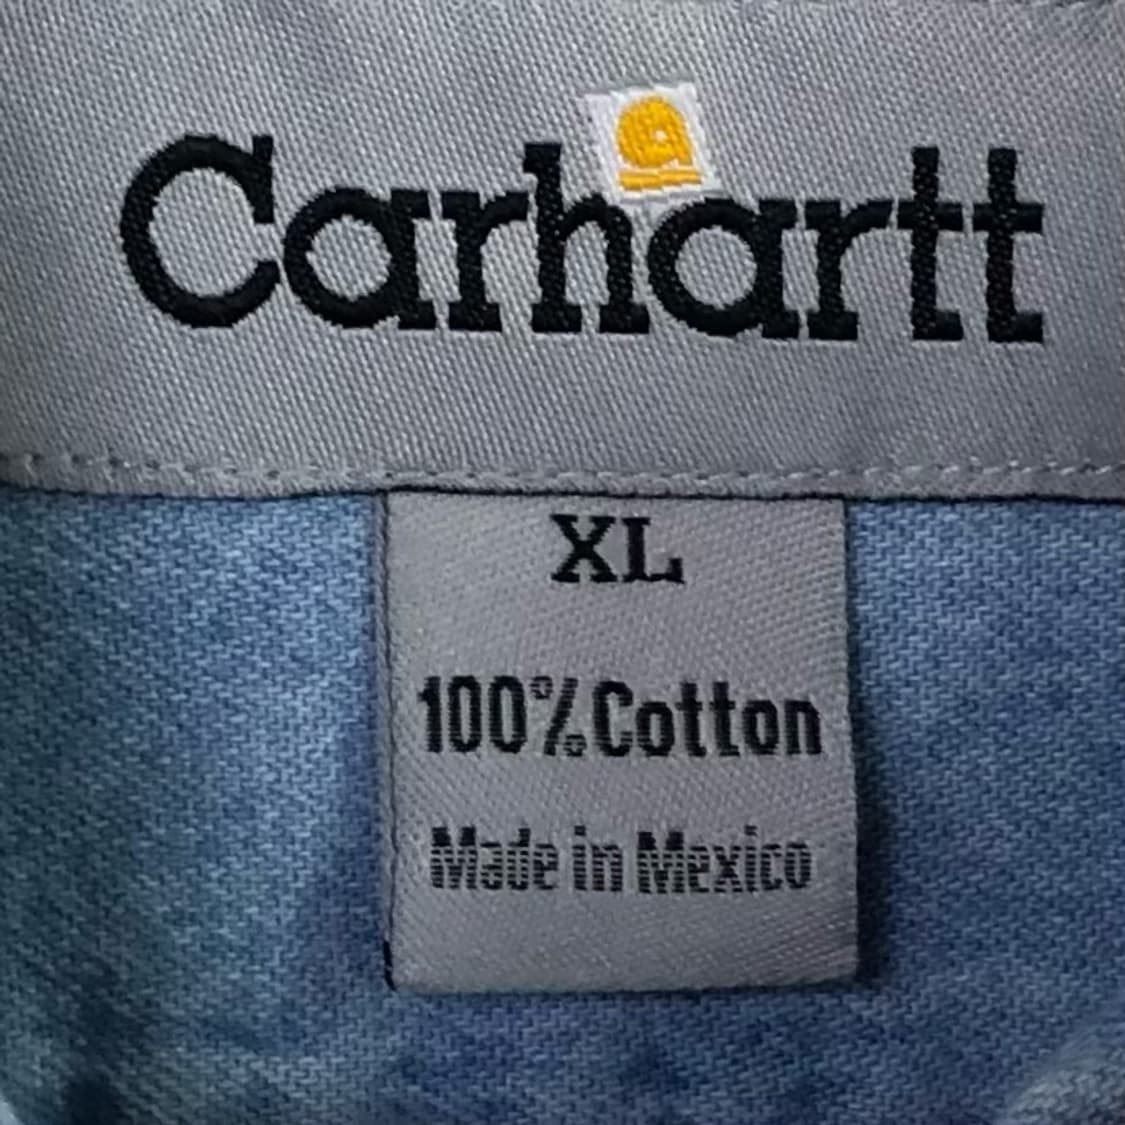 Carhartt
XL
100% Cotton
Made in Mexico